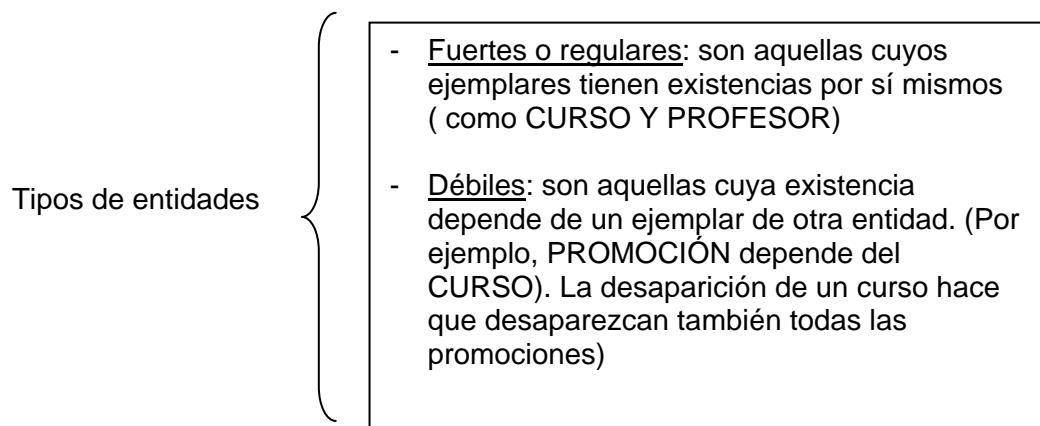 Tipos de entidades
- Fuertes o regulares: son aquellas cuyos
ejemplares tienen existencias por sí mismos
( como CURSO Y PROFESOR)
- Débiles: son aquellas cuya existencia
depende de un ejemplar de otra entidad. (Por
ejemplo, PROMOCIÓN depende del
CURSO). La desaparición de un curso hace
que desaparezcan también todas las
promociones)